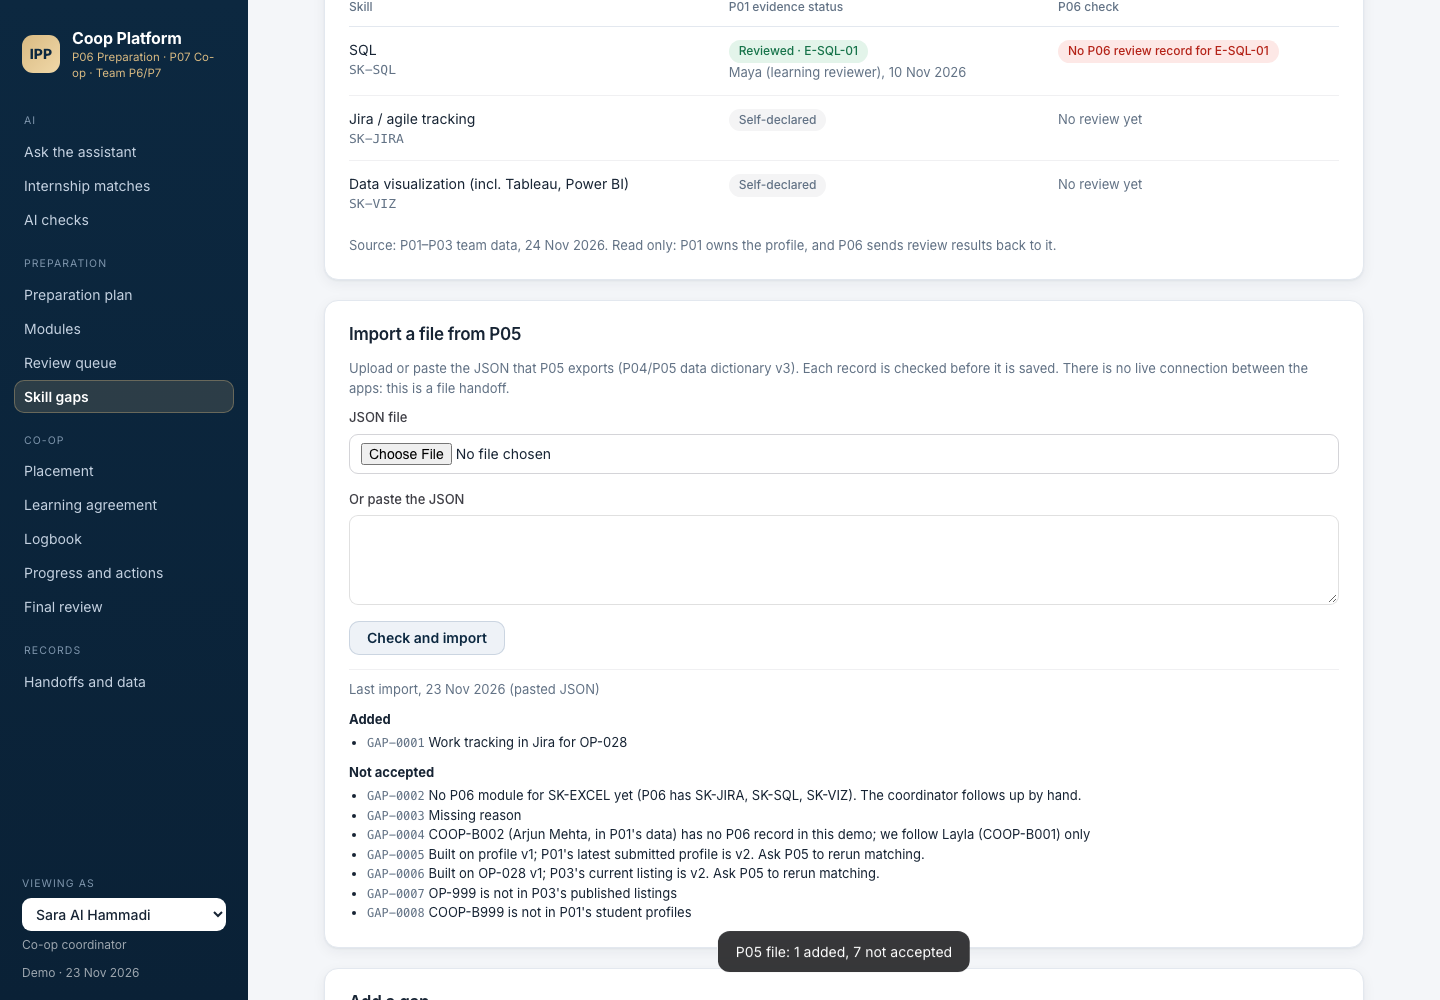 IPP
Coop Platform
P06 Preparation · P07 Co-
op · Team P6/P7
AI
Ask the assistant
Internship matches
AI checks
PREPARATION
Preparation plan
Modules
Review queue
Skill gaps
CO-OP
Placement
Learning agreement
Logbook
Progress and actions
Final review
RECORDS
Handoffs and data
VIEWING AS
Sara Al Hammadi
Co-op coordinator
Demo · 23 Nov 2026
Skill P01 evidence status P06 check
SQL Reviewed · E-SQL-01 No P06 review record for E-SQL-01
SK-SQL Maya (learning reviewer), 10 Nov 2026
Jira / agile tracking Self-declared No review yet
SK-JIRA
Data visualization (incl. Tableau, Power BI) Self-declared No review yet
SK-VIZ
Source: P01–P03 team data, 24 Nov 2026. Read only: P01 owns the profile, and P06 sends review results back to it.
Import a file from P05
Upload or paste the JSON that P05 exports (P04/P05 data dictionary v3). Each record is checked before it is saved. There is no live connection between the
apps: this is a file handoff.
JSON file
Choose File No file chosen
Or paste the JSON
Check and import
Last import, 23 Nov 2026 (pasted JSON)
Added
• GAP-0001 Work tracking in Jira for OP-028
Not accepted
• GAP-0002 No P06 module for SK-EXCEL yet (P06 has SK-JIRA, SK-SQL, SK-VIZ). The coordinator follows up by hand.
• GAP-0003 Missing reason
• GAP-0004 COOP-B002 (Arjun Mehta, in P01's data) has no P06 record in this demo; we follow Layla (COOP-B001) only
• GAP-0005 Built on profile v1; P01's latest submitted profile is v2. Ask P05 to rerun matching.
• GAP-0006 Built on OP-028 v1; P03's current listing is v2. Ask P05 to rerun matching.
• GAP-0007 OP-999 is not in P03's published listings
• GAP-0008 COOP-B999 is not in P01's student profiles
P05 file: 1 added, 7 not accepted
Add a gap